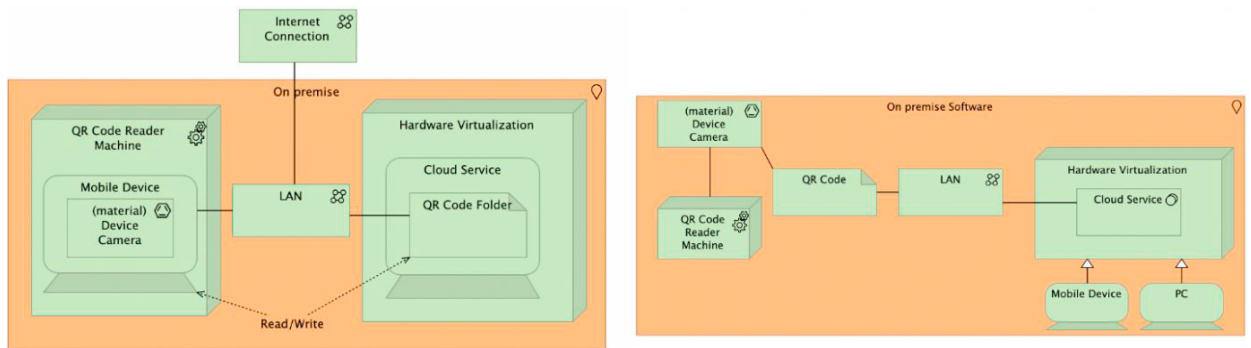 Internet
Connection
On premise
QR Code Reader
Machine
Mobile Device
(material)
Device
Camera
LAN
Hardware Virtualization
Cloud Service
QR Code Folder
Read/Write
On premise Software
(material)
Device
Camera
QR Code
LAN
Hardware Virtualization
Cloud Service
QR Code
Reader
Machine
Mobile Device
PC